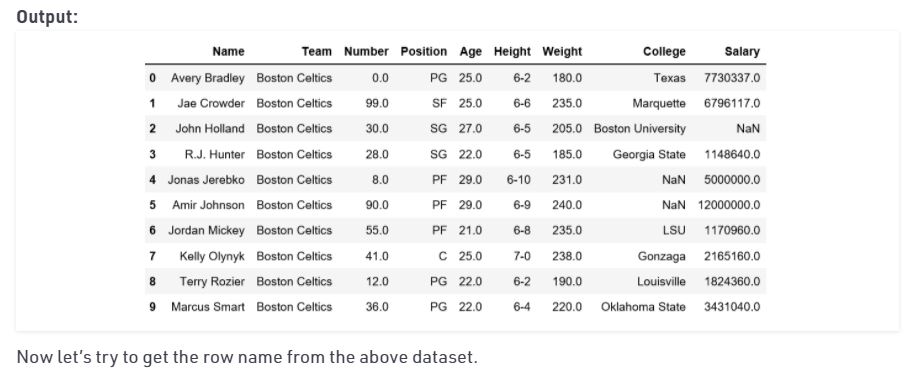 Output:
Name Team Number Position Age Height Weight College Salary
0 Avery Bradley Boston Celtics 0.0 PG 25.0 6-2 180.0 Texas 7730337.0
1 Jae Crowder Boston Celtics 99.0 SF 25.0 6-6 235.0 Marquette 6796117.0
2 John Holland Boston Celtics 30.0 SG 27.0 6-5 205.0 Boston University NaN
3 R.J. Hunter Boston Celtics 28.0 SG 22.0 6-5 185.0 Georgia State 1148640.0
4 Jonas Jerebko Boston Celtics 8.0 PF 29.0 6-10 231.0 NaN 5000000.0
5 Amir Johnson Boston Celtics 90.0 PF 29.0 6-9 240.0 NaN 12000000.0
6 Jordan Mickey Boston Celtics 55.0 PF 21.0 6-8 235.0 LSU 1170960.0
7 Kelly Olynyk Boston Celtics 41.0 C 25.0 7-0 238.0 Gonzaga 2165160.0
8 Terry Rozier Boston Celtics 12.0 PG 22.0 6-2 190.0 Louisville 1824360.0
9 Marcus Smart Boston Celtics 36.0 PG 22.0 6-4 220.0 Oklahoma State 3431040.0
Now let’s try to get the row name from the above dataset.